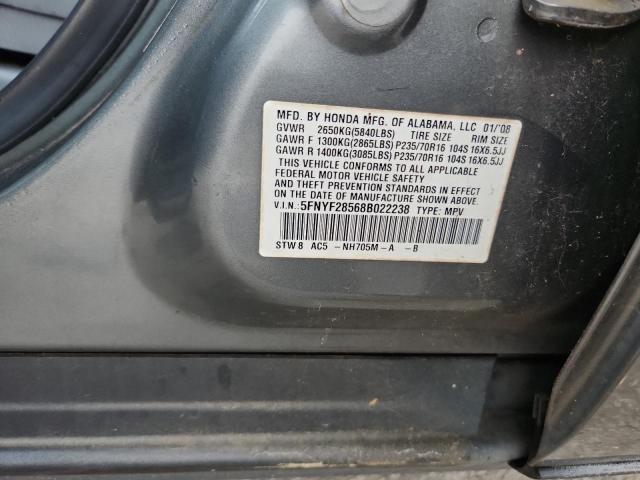 MFD. BY HONDA MFG. OF ALABAMA, LLC 01/'08
GVWR 2650KG(5840LBS) TIRE SIZE RIM SIZE
GAWR F 1300KG(2865LBS) P235/70R16 104S 16X6.5JJ
GAWR R 1400KG(3085LBS) P235/70R16 104S 16X6.5JJ
THIS VEHICLE CONFORMS TO ALL APPLICABLE
FEDERAL MOTOR VEHICLE SAFETY
AND THEFT PREVENTION STANDARDS IN EFFECT
ON THE DATE OF MANUFACTURE SHOWN ABOVE.
V.I.N.: 5FNYF28568B022238 TYPE: MPV
STW8 AC5 -NH705M-A -B